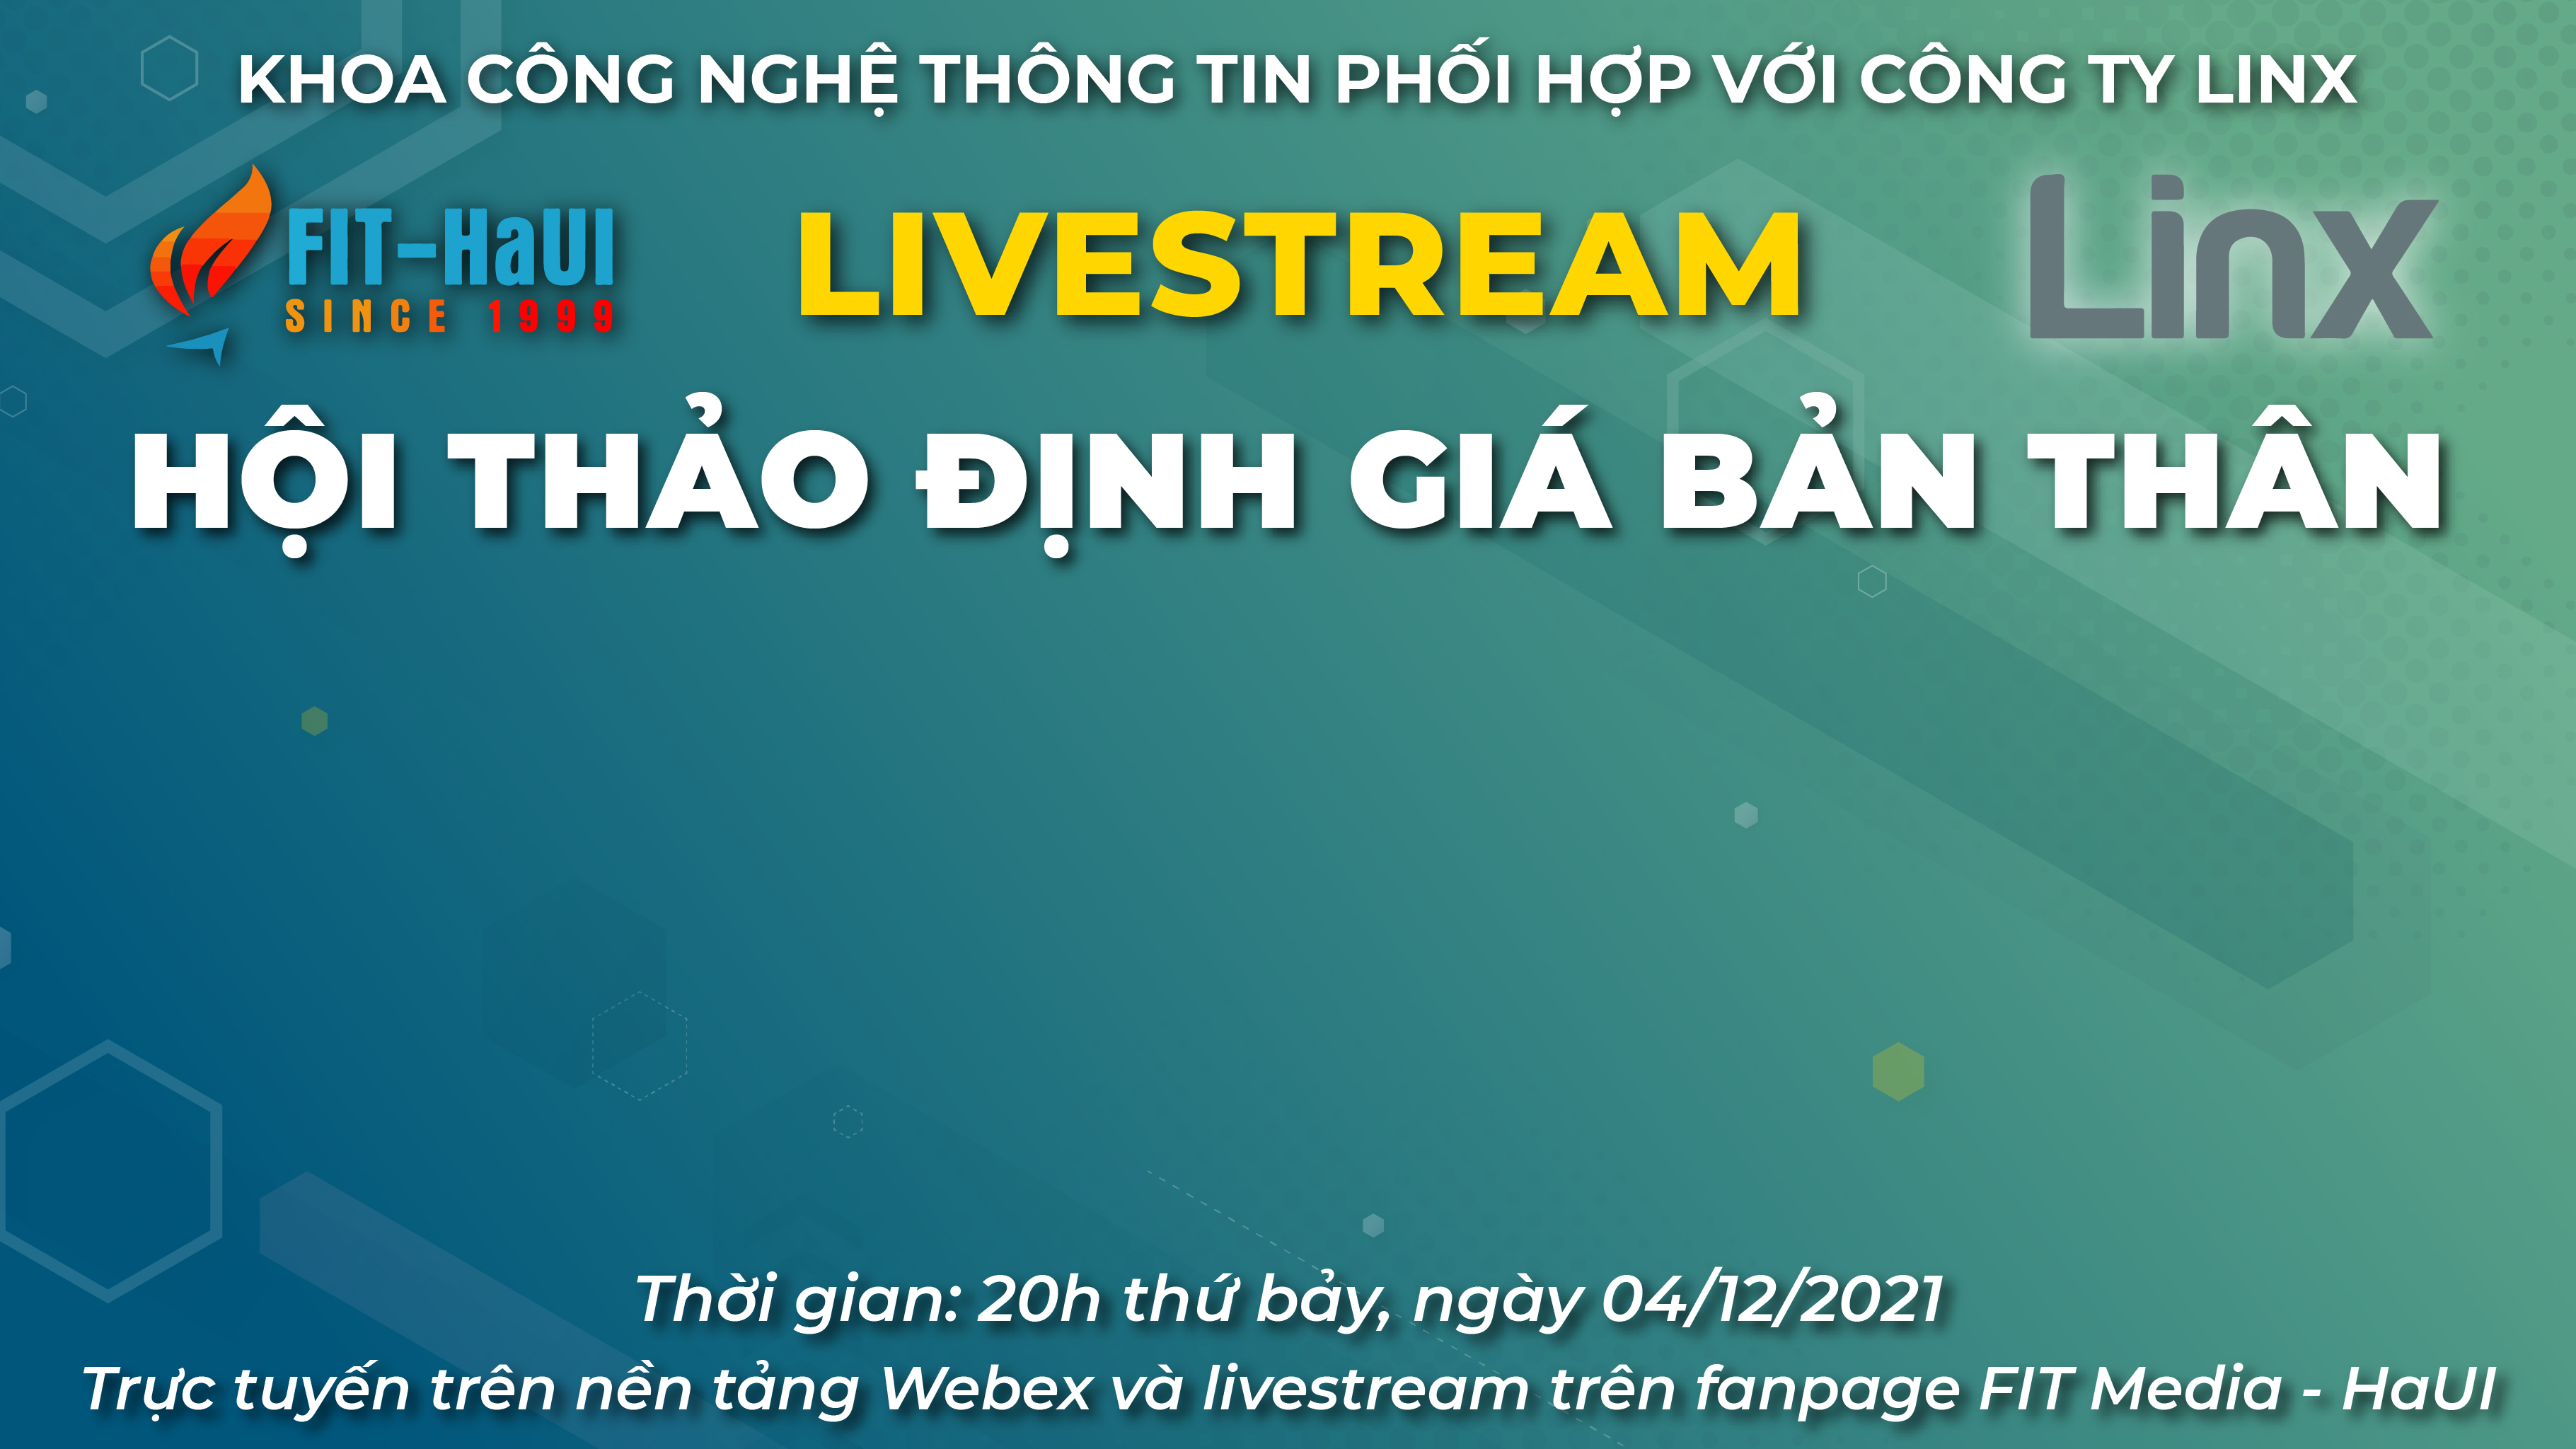 KHOA CÔNG NGHỆ THÔNG TIN PHỐI HỢP VỚI CÔNG TY LINX
FIT-HaUI
SINCE 1999
LIVESTREAM
Linx
HỘI THẢO ĐỊNH GIÁ BẢN THÂN
Thời gian: 20h thứ bảy, ngày 04/12/2021
Trực tuyến trên nền tảng Webex và livestream trên fanpage FIT Media - HaUI